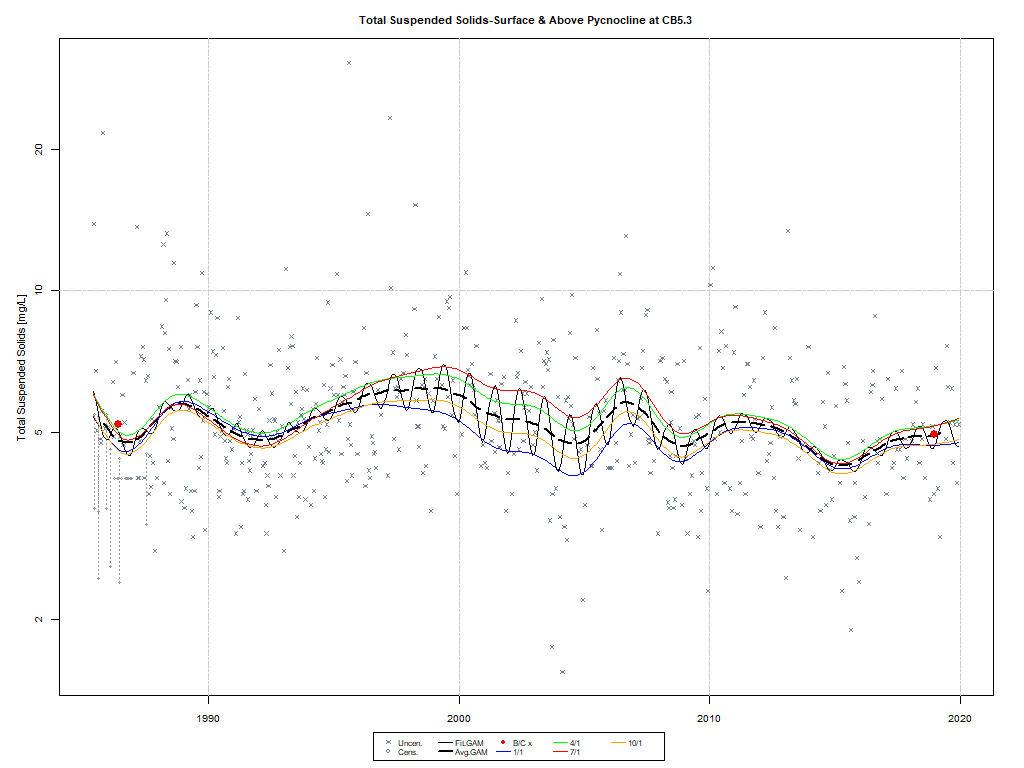 Total Suspended Solids-Surface & Above Pycnocline at CB5.3
Total Suspended Solids [mg/L]
20
10
5
2
1990 2000 2010 2020
Uncen. Fit.GAM B/C x 4/1 10/1
Cens. Avg.GAM 1/1 7/1